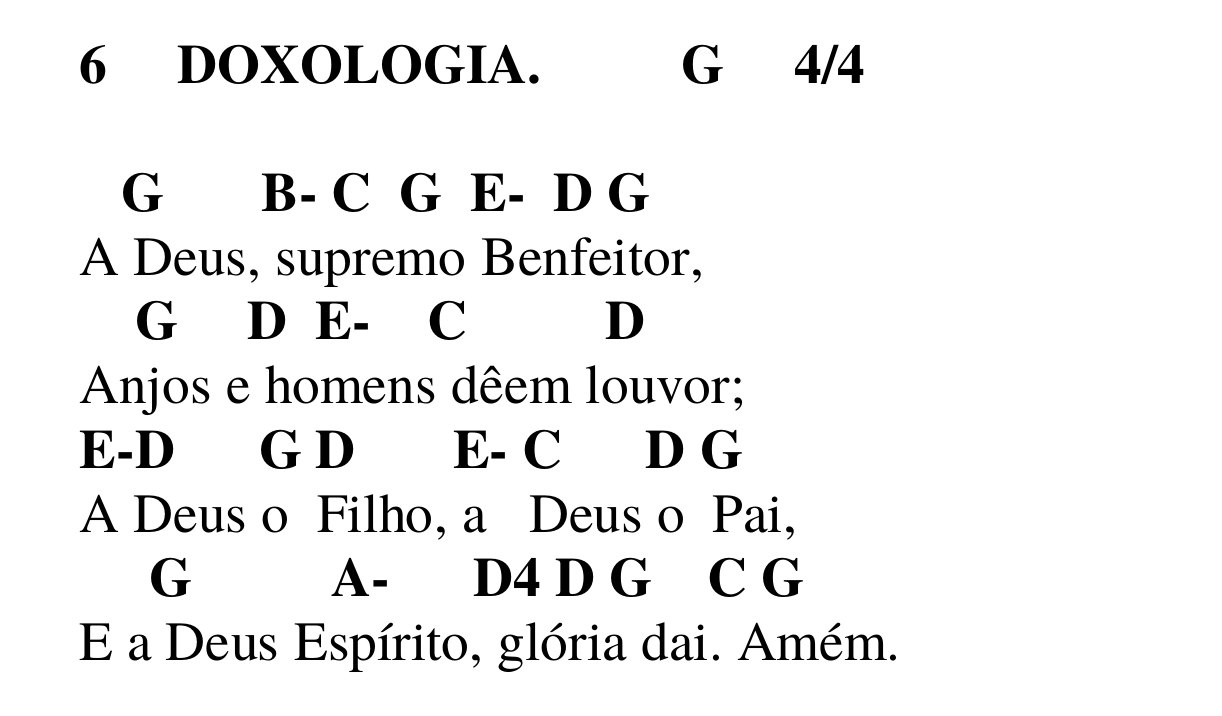 6 DOXOLOGIA. G 4/4
G B- C G E- D G
A Deus, supremo Benfeitor,
G D E- C D
Anjos e homens dêem louvor;
E-D G D E- C D G
A Deus o Filho, a Deus o Pai,
G A- D4 D G C G
E a Deus Espírito, glória dai. Amém.